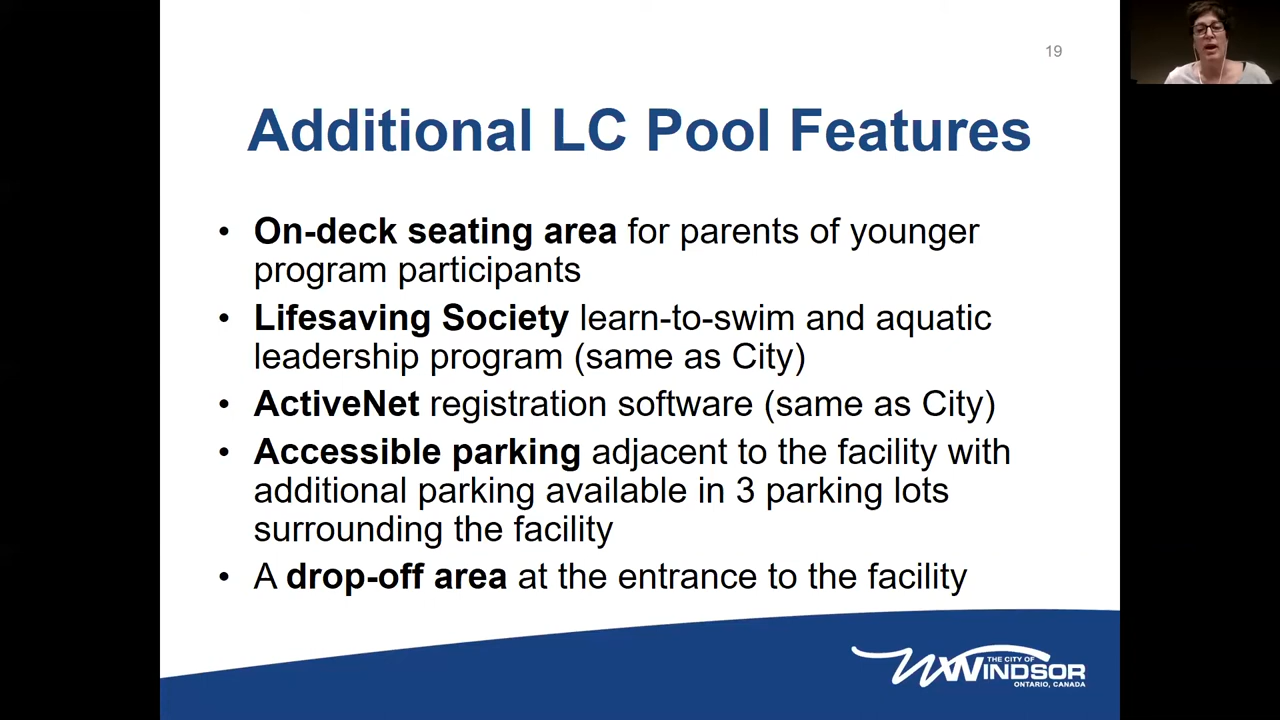 19
Additional LC Pool Features
• On-deck seating area for parents of younger
program participants
• Lifesaving Society learn-to-swim and aquatic
leadership program (same as City)
• ActiveNet registration software (same as City)
• Accessible parking adjacent to the facility with
additional parking available in 3 parking lots
surrounding the facility
• A drop-off area at the entrance to the facility
THE CITY OF
WINDSOR
ONTARIO, CANADA